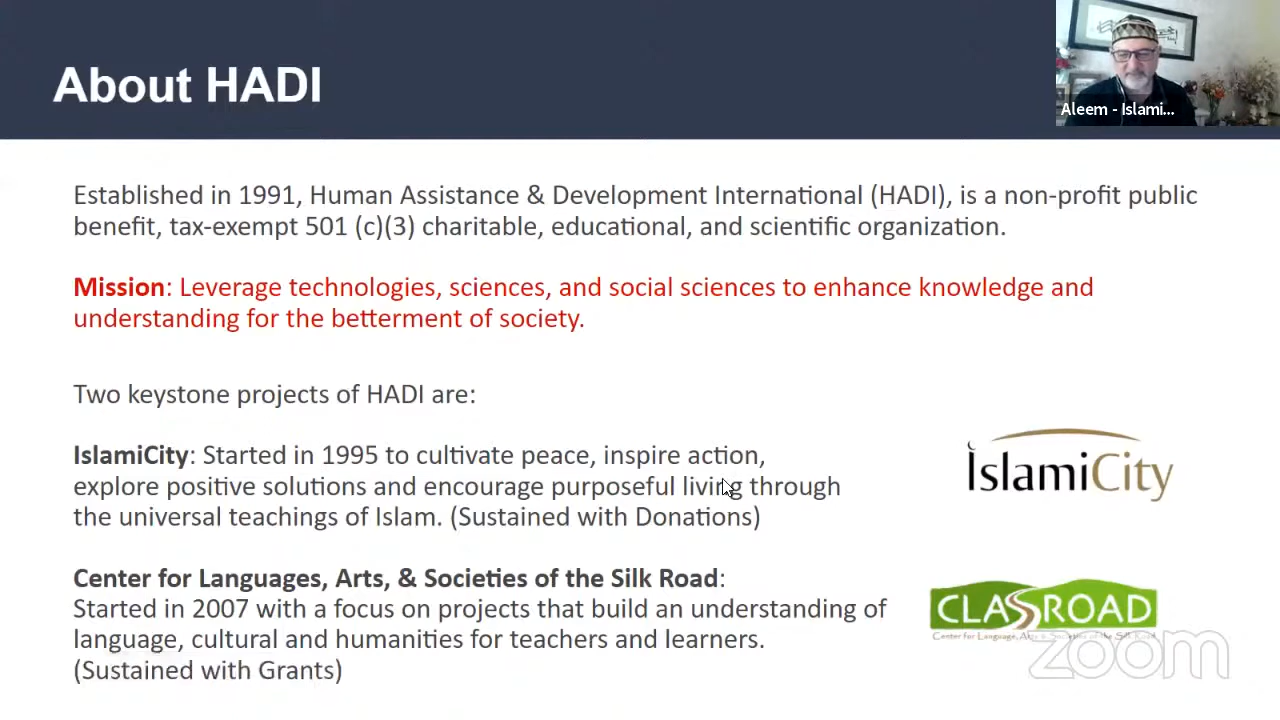 About HADI
Aleem - Islami...
Established in 1991, Human Assistance & Development International (HADI), is a non-profit public
benefit, tax-exempt 501 (c)(3) charitable, educational, and scientific organization.
Mission: Leverage technologies, sciences, and social sciences to enhance knowledge and
understanding for the betterment of society.
Two keystone projects of HADI are:
IslamiCity: Started in 1995 to cultivate peace, inspire action,
explore positive solutions and encourage purposeful living through
the universal teachings of Islam. (Sustained with Donations)
IslamiCity
Center for Languages, Arts, & Societies of the Silk Road:
Started in 2007 with a focus on projects that build an understanding of
language, cultural and humanities for teachers and learners.
(Sustained with Grants)
CLASSROAD
Center for Language, Arts & Societies of the Silk Road
zoom